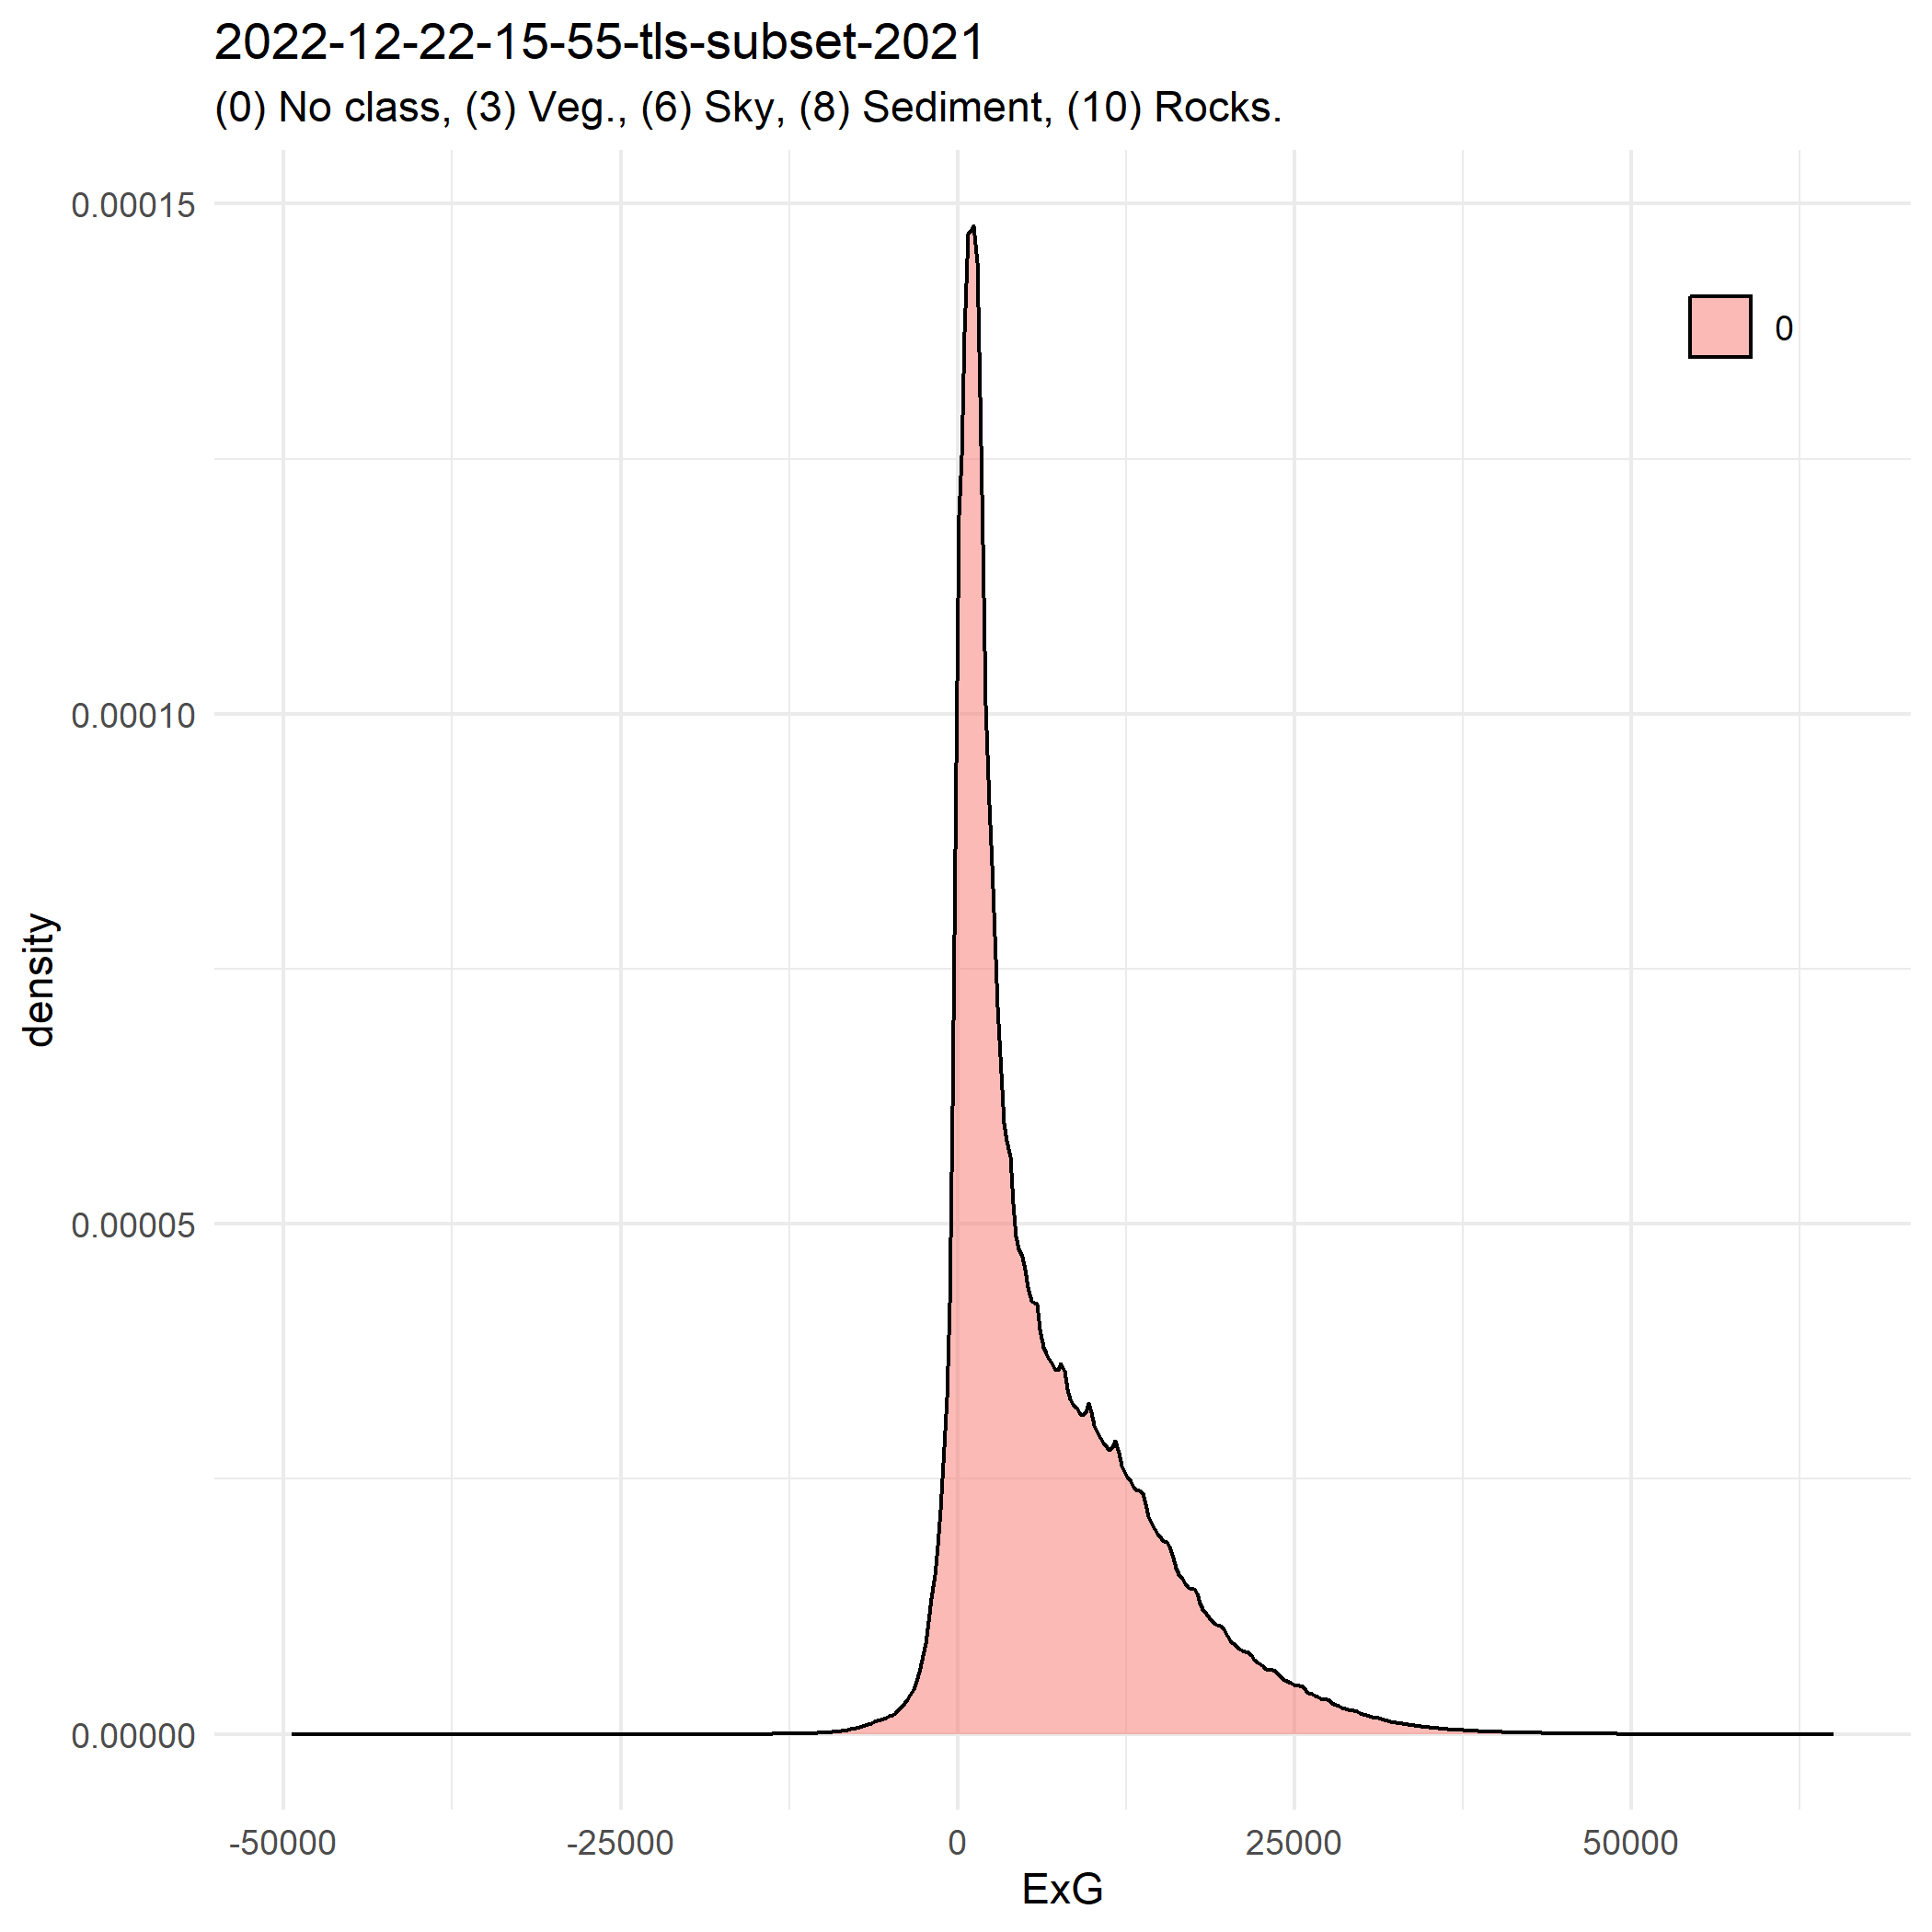 2022-12-22-15-55-tls-subset-2021
(0) No class, (3) Veg., (6) Sky, (8) Sediment, (10) Rocks.
0.00015
0.00010
0.00005
0.00000
density
0
-50000 -25000 0 25000 50000
ExG